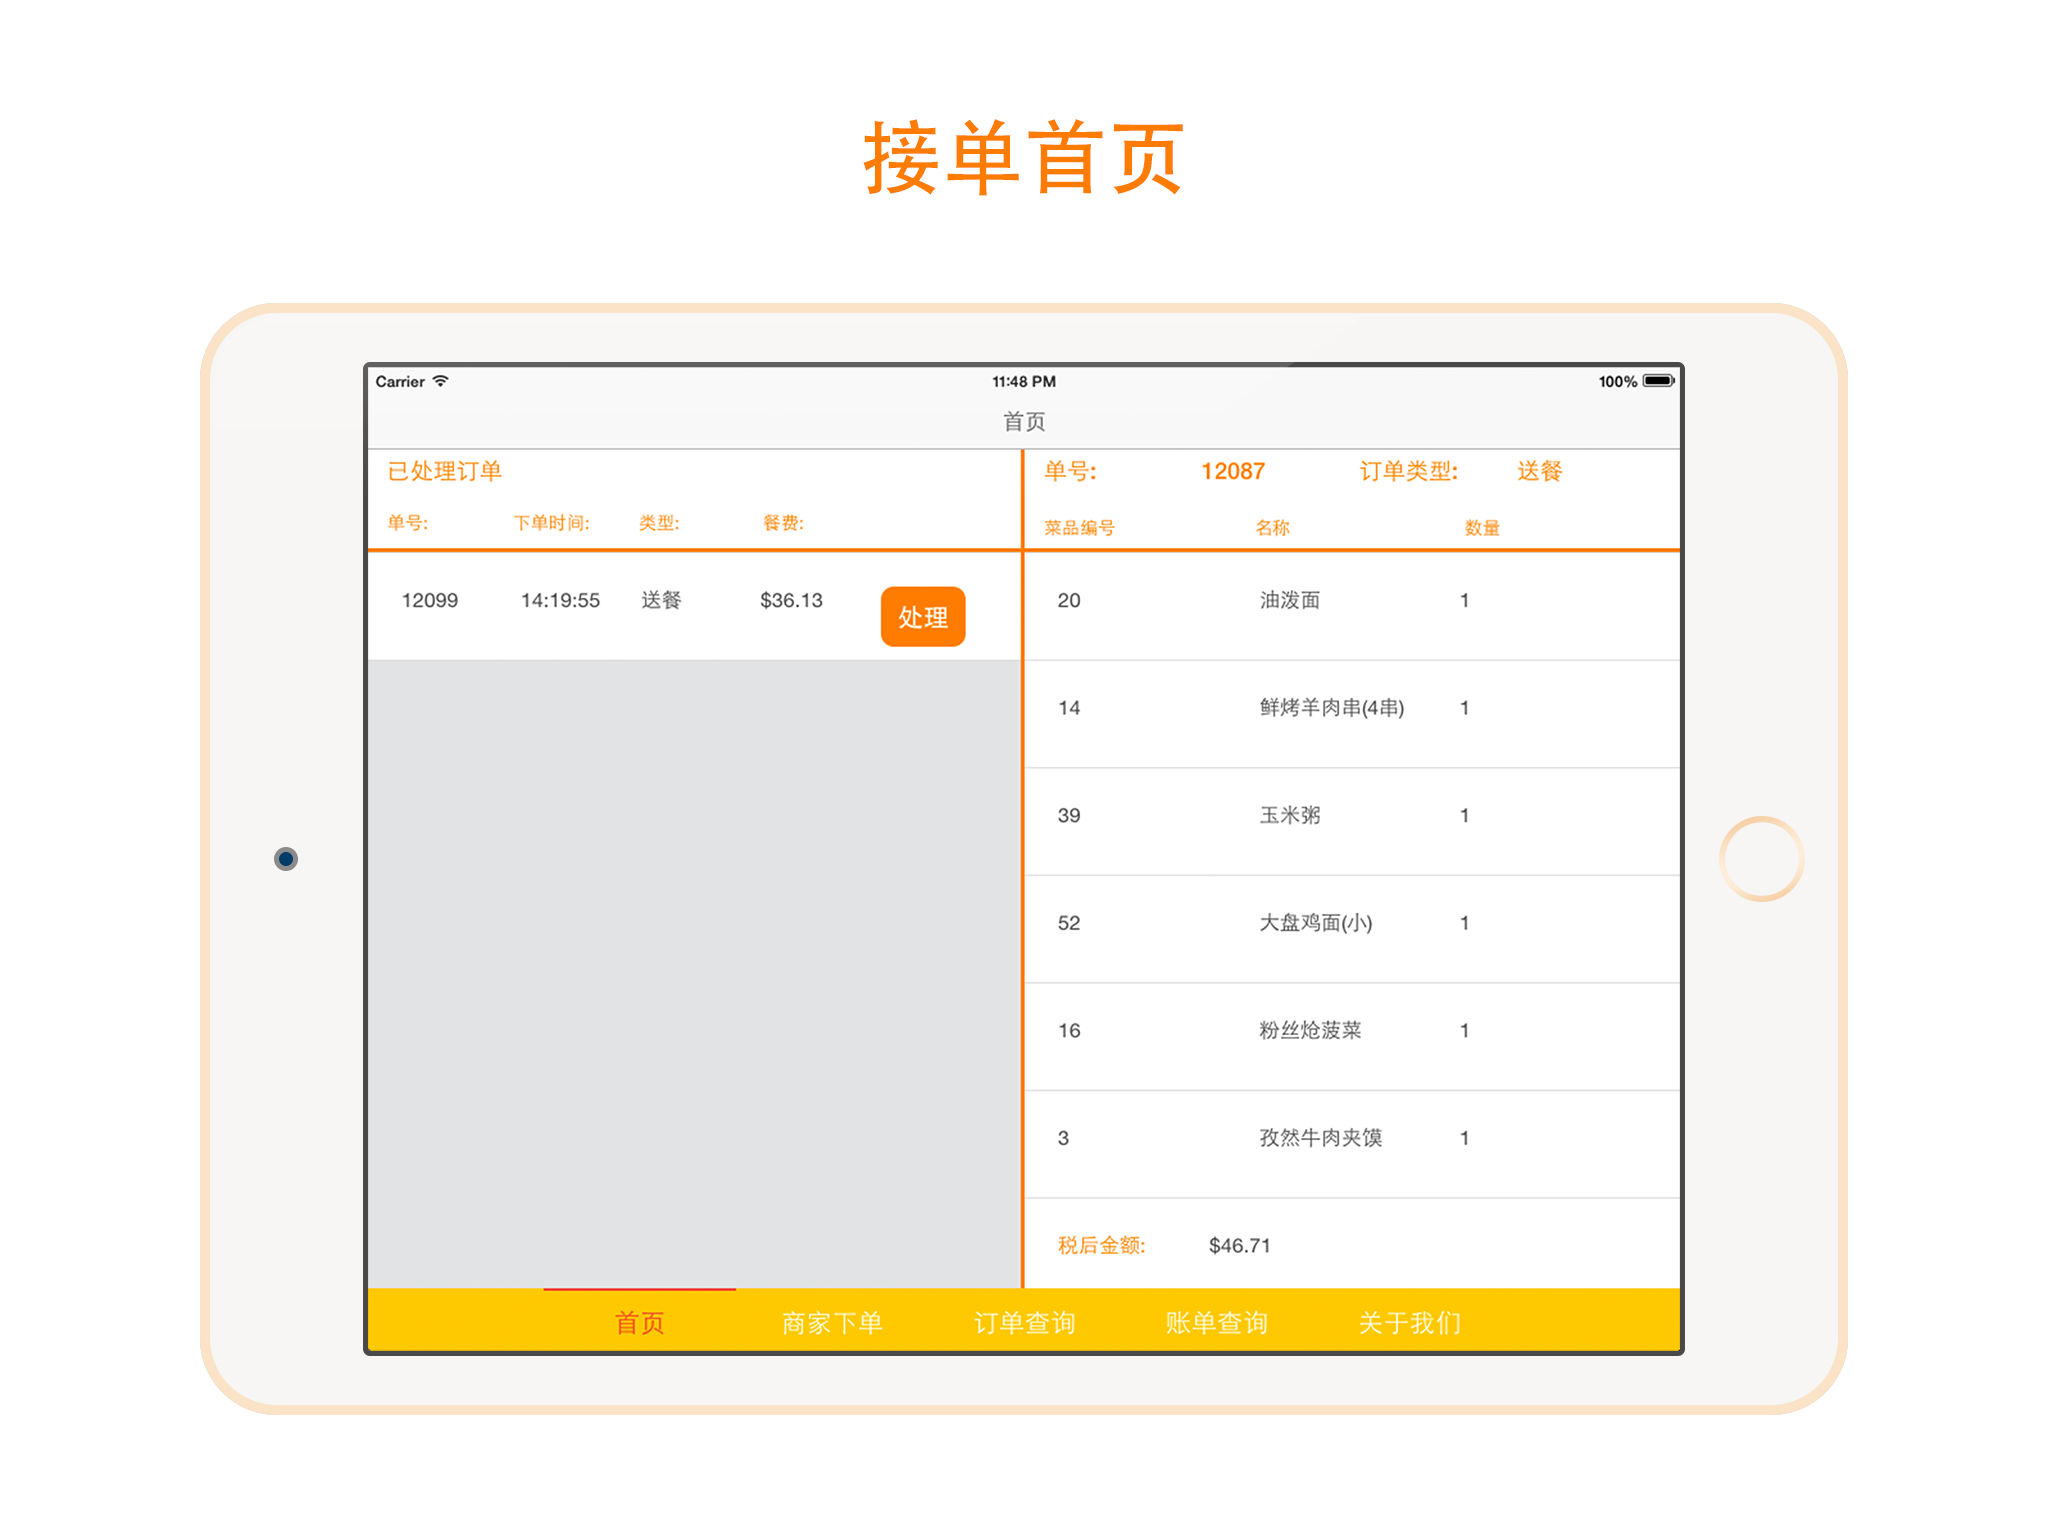 接单首页
Carrier 11:48 PM 100%
首页
已处理订单
单号: 下单时间: 类型: 餐费:
12099 14:19:55 送餐 $36.13 处理
单号: 12087 订单类型: 送餐
菜品编号 名称 数量
20 油泼面 1
14 鲜烤羊肉串(4串) 1
39 玉米粥 1
52 大盘鸡面(小) 1
16 粉丝炝菠菜 1
3 孜然牛肉夹馍 1
税后金额: $46.71
首页 商家下单 订单查询 账单查询 关于我们